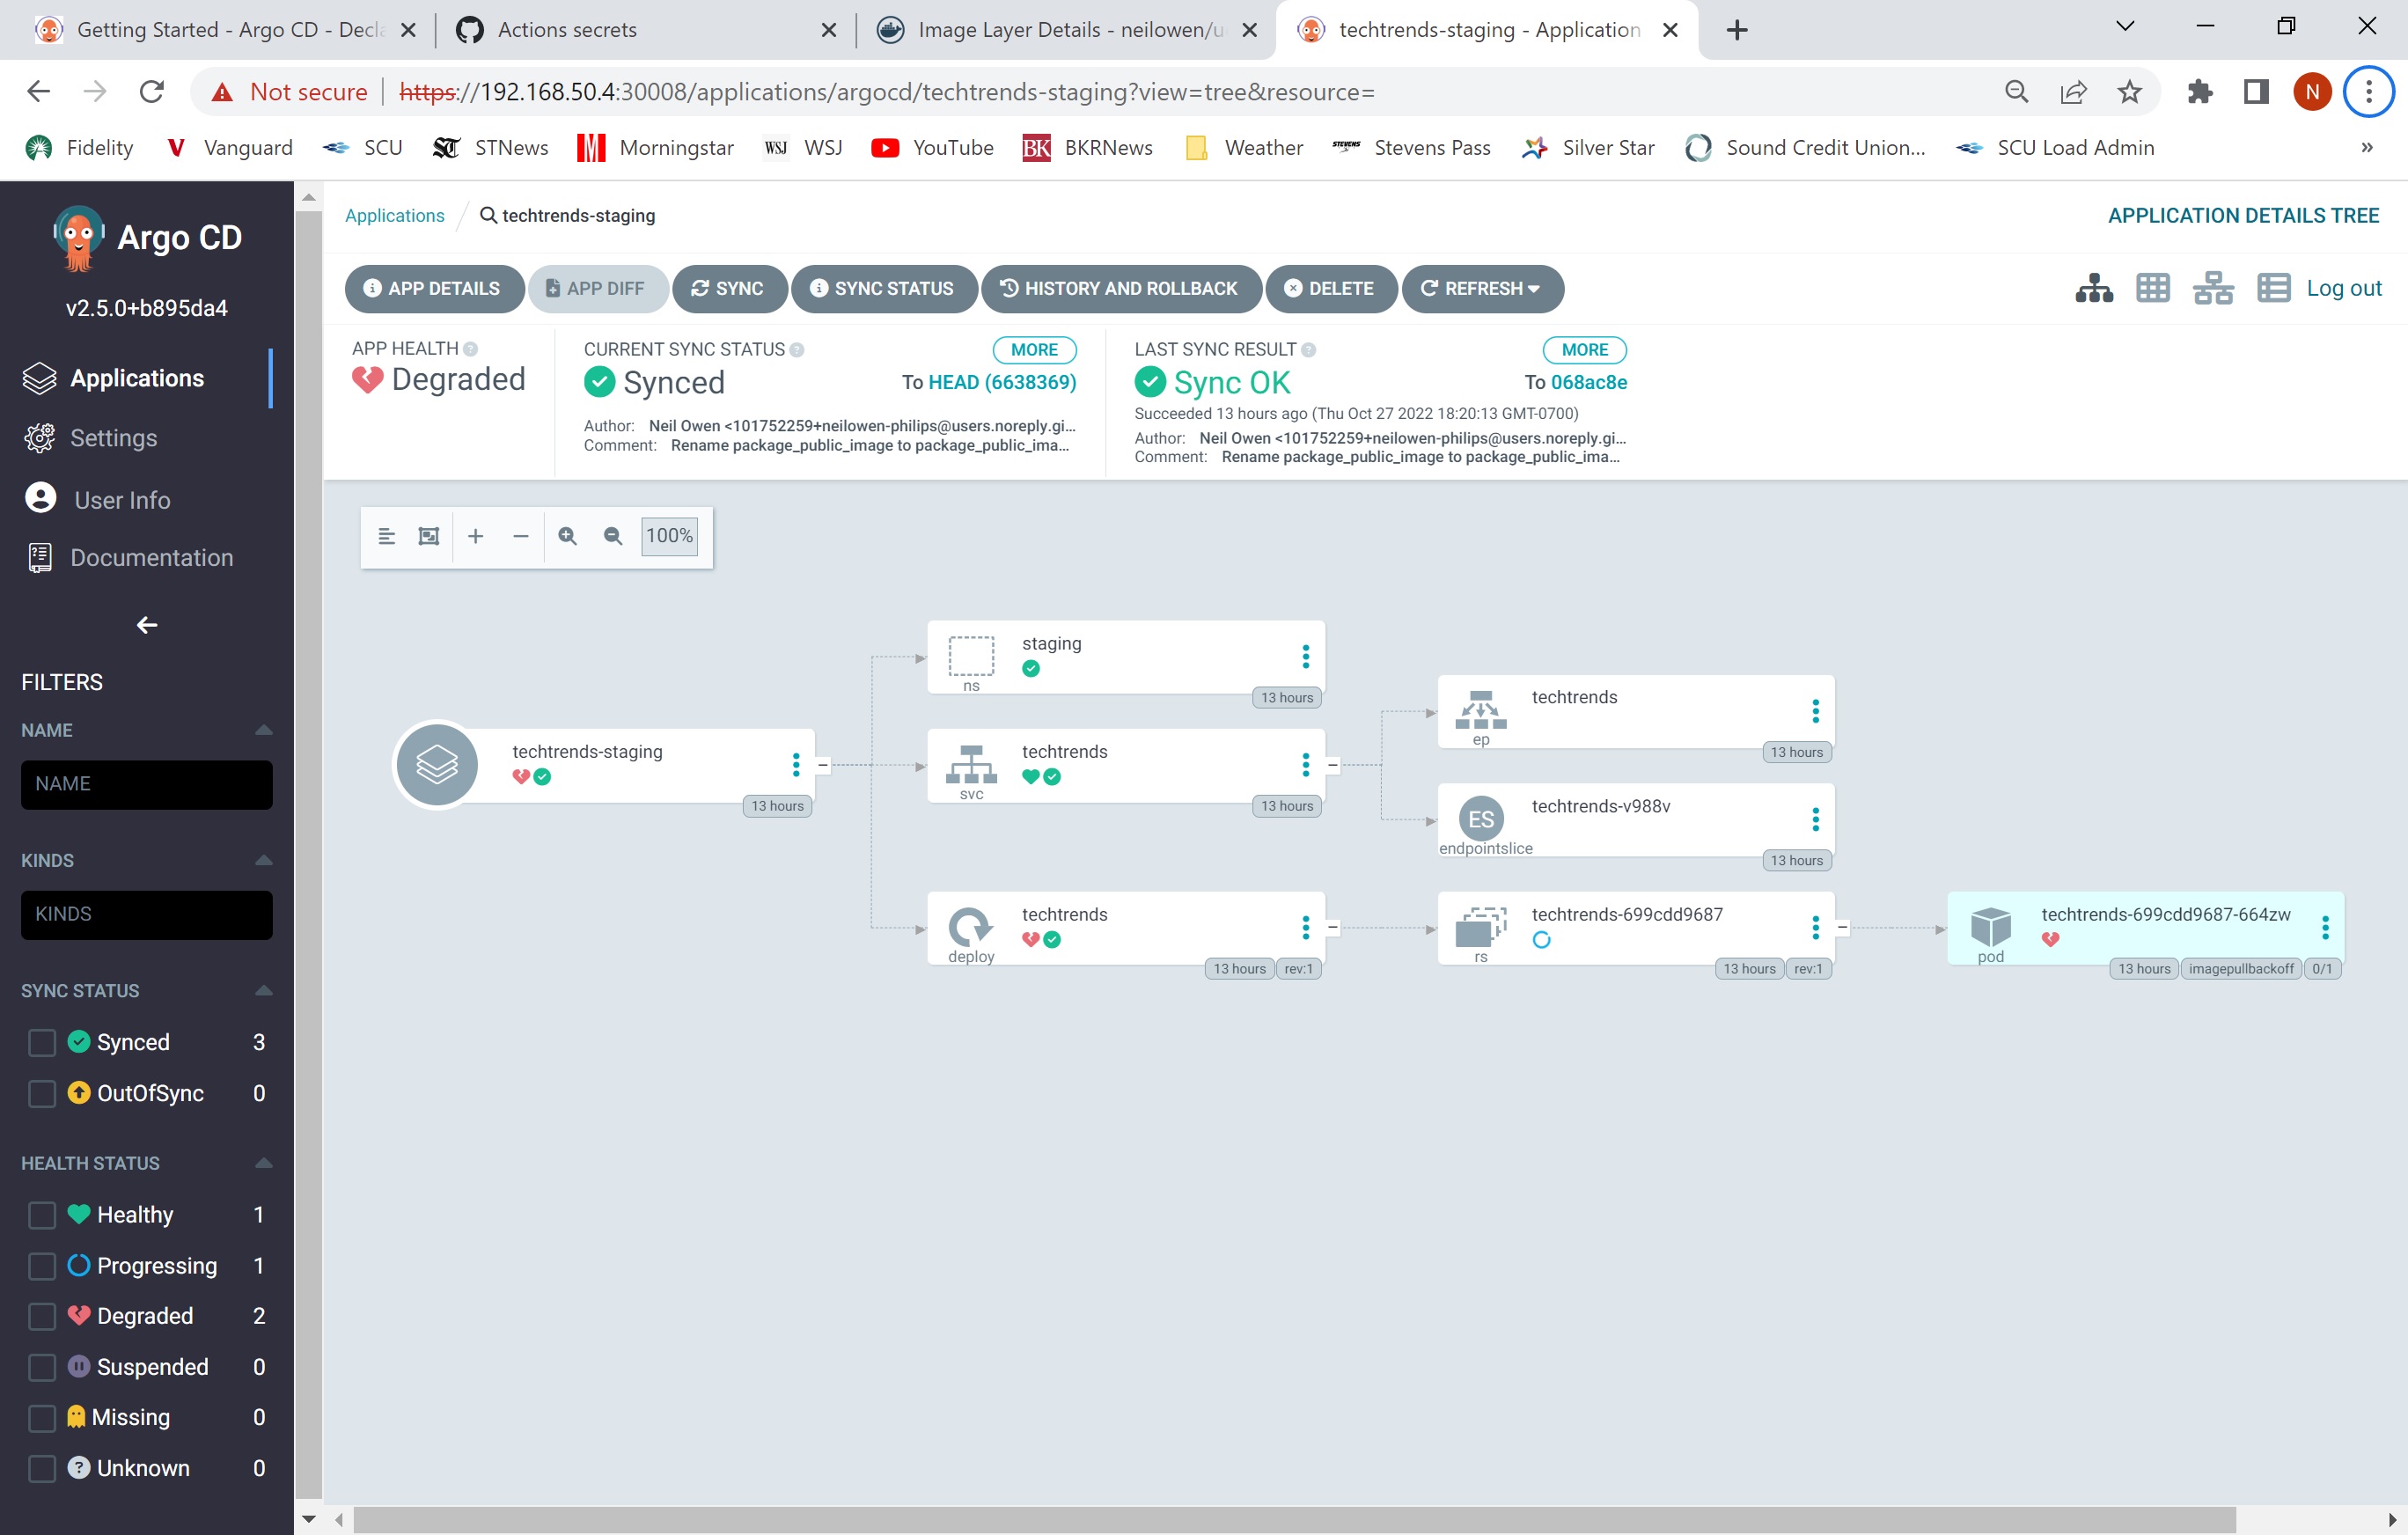 Getting Started - Argo CD - Decla
Actions secrets
Image Layer Details - neilowen/u
techtrends-staging - Application
Not secure
https://192.168.50.4:30008/applications/argocd/techtrends-staging?view=tree&resource=
N
Fidelity
Vanguard
SCU
STNews
Morningstar
WSJ WSJ
YouTube
BK BKRNews
Weather
STEVENS Stevens Pass
Silver Star
Sound Credit Union...
SCU Load Admin
»
Argo CD
v2.5.0+b895da4
Applications
Settings
User Info
Documentation
FILTERS
NAME
NAME
KINDS
KINDS
SYNC STATUS
Synced 3
OutOfSync 0
HEALTH STATUS
Healthy 1
Progressing 1
Degraded 2
Suspended 0
Missing 0
Unknown 0
Applications / techtrends-staging
APPLICATION DETAILS TREE
APP DETAILS
APP DIFF
SYNC
SYNC STATUS
HISTORY AND ROLLBACK
DELETE
REFRESH
Log out
APP HEALTH
Degraded
CURRENT SYNC STATUS
MORE
Synced
To HEAD (6638369)
Author: Neil Owen <101752259+neilowen-philips@users.noreply.gi...
Comment: Rename package_public_image to package_public_ima...
LAST SYNC RESULT
MORE
Sync OK
To 068ac8e
Succeeded 13 hours ago (Thu Oct 27 2022 18:20:13 GMT-0700)
Author: Neil Owen <101752259+neilowen-philips@users.noreply.gi...
Comment: Rename package_public_image to package_public_ima...
100%
techtrends-staging
13 hours
staging
ns
13 hours
techtrends
svc
13 hours
techtrends
ep
13 hours
ES
techtrends-v988v
endpointslice
13 hours
techtrends
deploy
13 hours rev:1
techtrends-699cdd9687
rs
13 hours rev:1
techtrends-699cdd9687-664zw
pod
13 hours imagepullbackoff 0/1